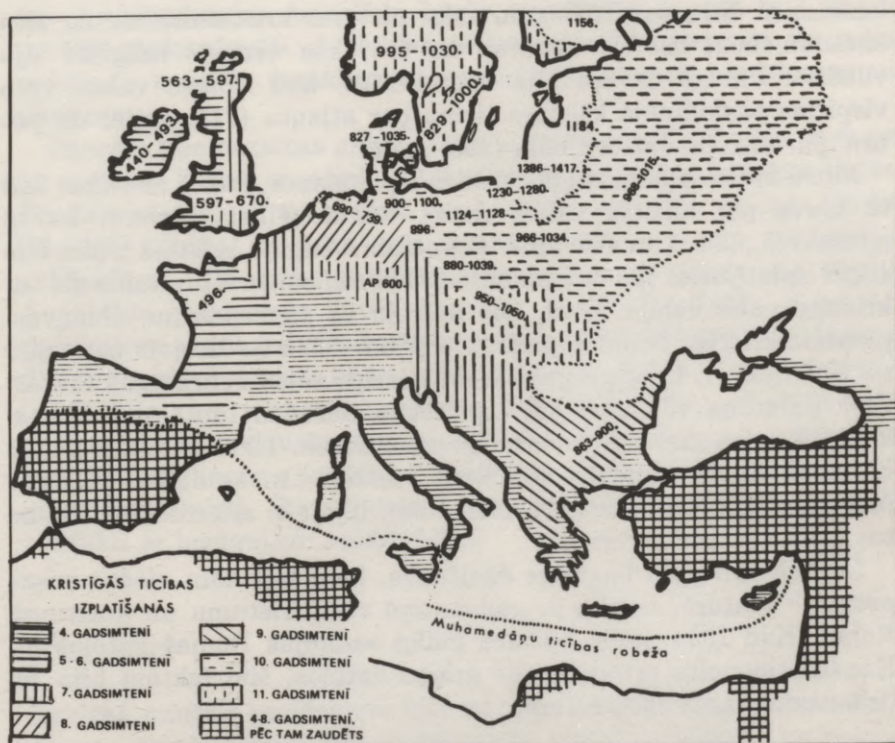 1156.
995-1030.
563-597.
829-1000.
440-493.
827-1035.
1184.
1386-1417.
988-1015.
597-670.
900-1100.
1230-1280.
690-739.
1124-1128.
896.
966-1034.
880-1039.
AP 600.
950-1050.
496.
863-900.
KRISTĪGĀS TICĪBAS
IZPLATĪŠANĀS
4. GADSIMTENĪ
5-6. GADSIMTENĪ
7. GADSIMTENĪ
8. GADSIMTENĪ
9. GADSIMTENĪ
10. GADSIMTENĪ
11. GADSIMTENĪ
4-8. GADSIMTENĪ,
PĒC TAM ZAUDĒTS
Muhamedāņu ticības robeža